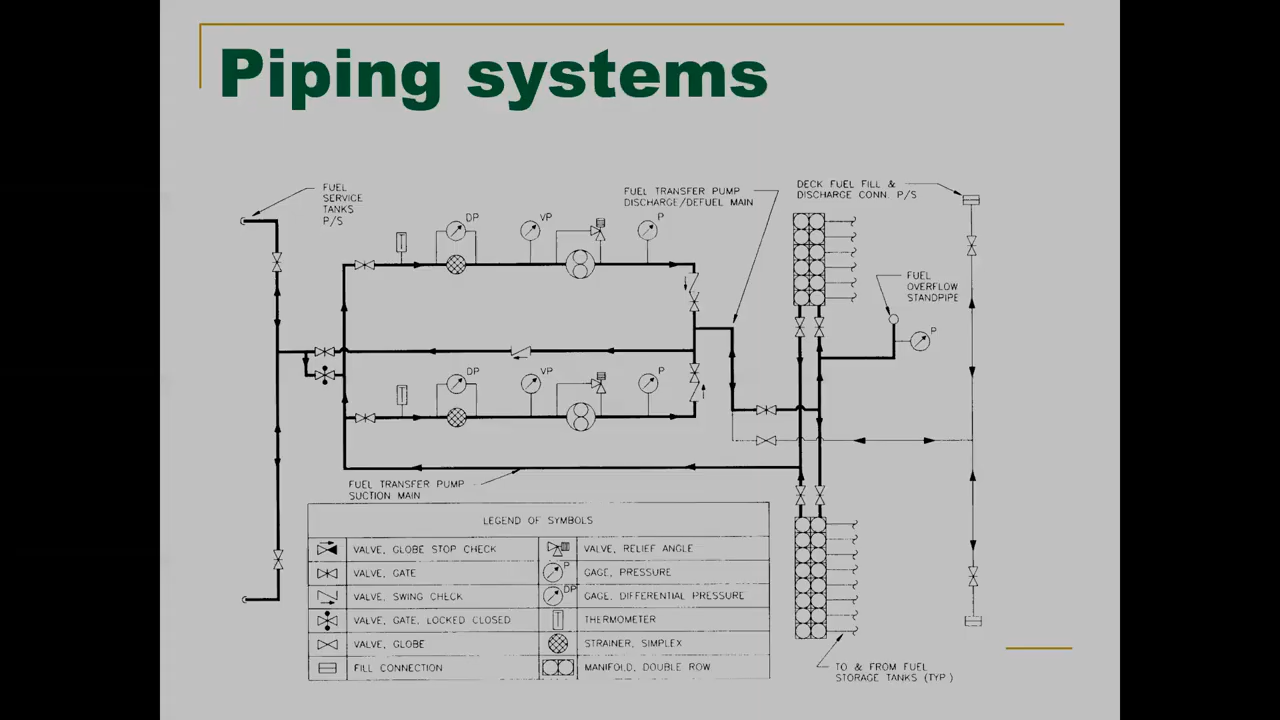 Piping systems
FUEL
SERVICE
TANKS
P/S
FUEL TRANSFER PUMP
DISCHARGE/DEFUEL MAIN
DECK FUEL FILL &
DISCHARGE CONN. P/S
DP
VP
P
FUEL
OVERFLOW
STANDPIPE
P
DP
VP
P
FUEL TRANSFER PUMP
SUCTION MAIN
LEGEND OF SYMBOLS
VALVE, GLOBE STOP CHECK
VALVE, RELIEF ANGLE
VALVE, GATE
P
GAGE, PRESSURE
VALVE, SWING CHECK
DP
GAGE, DIFFERENTIAL PRESSURE
VALVE, GATE, LOCKED CLOSED
THERMOMETER
VALVE, GLOBE
STRAINER, SIMPLEX
FILL CONNECTION
MANIFOLD, DOUBLE ROW
TO & FROM FUEL
STORAGE TANKS (TYP.)